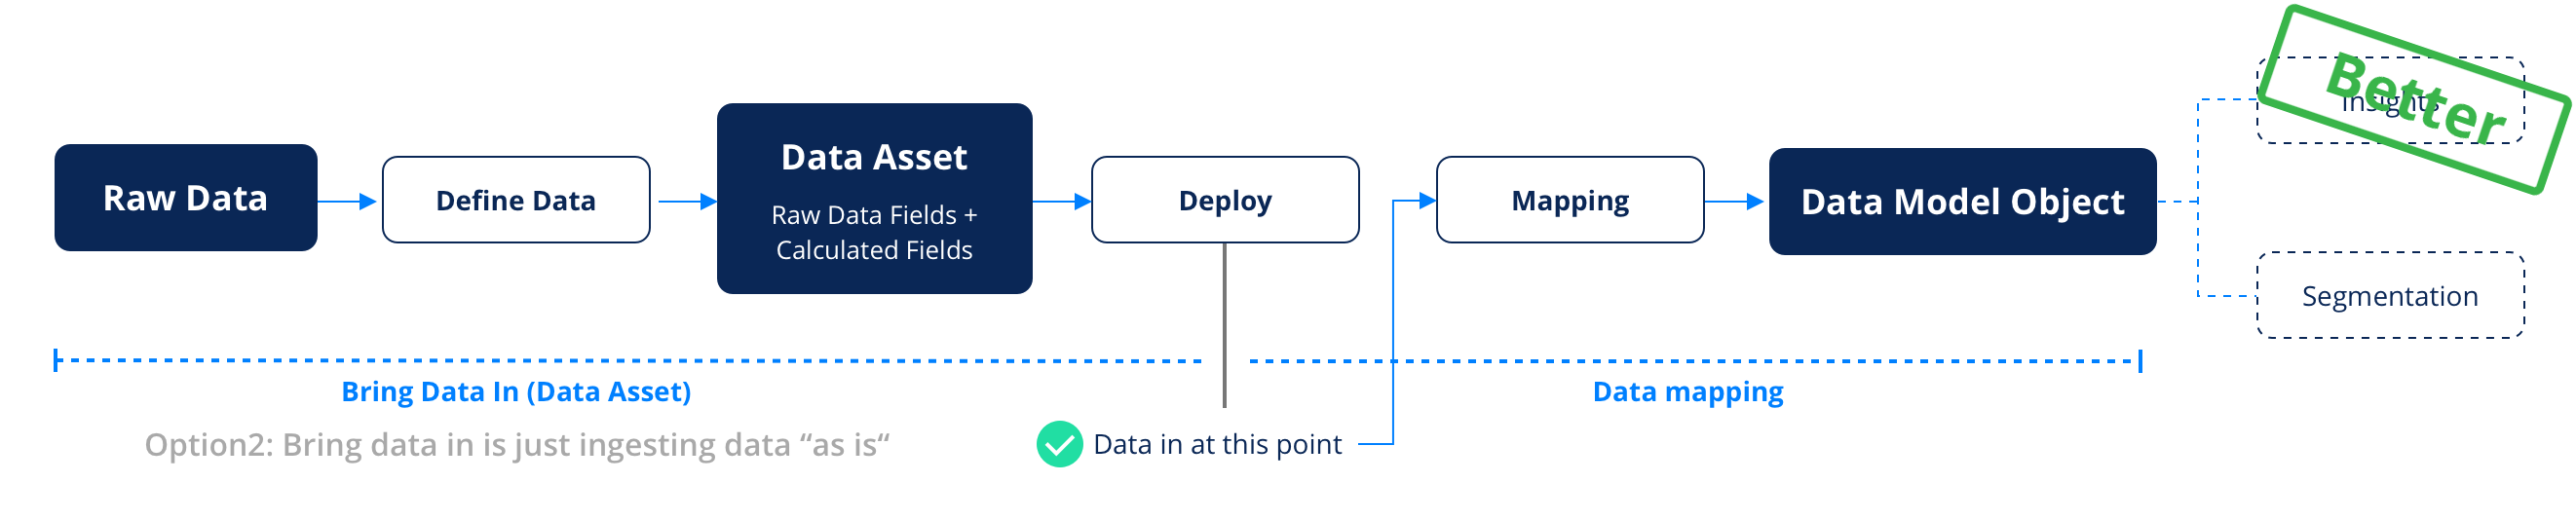 Raw Data
Define Data
Data Asset
Raw Data Fields +
Calculated Fields
Deploy
Mapping
Data Model Object
Insights
Better
Segmentation
Bring Data In (Data Asset)
Data mapping
Option2: Bring data in is just ingesting data “as is“
Data in at this point